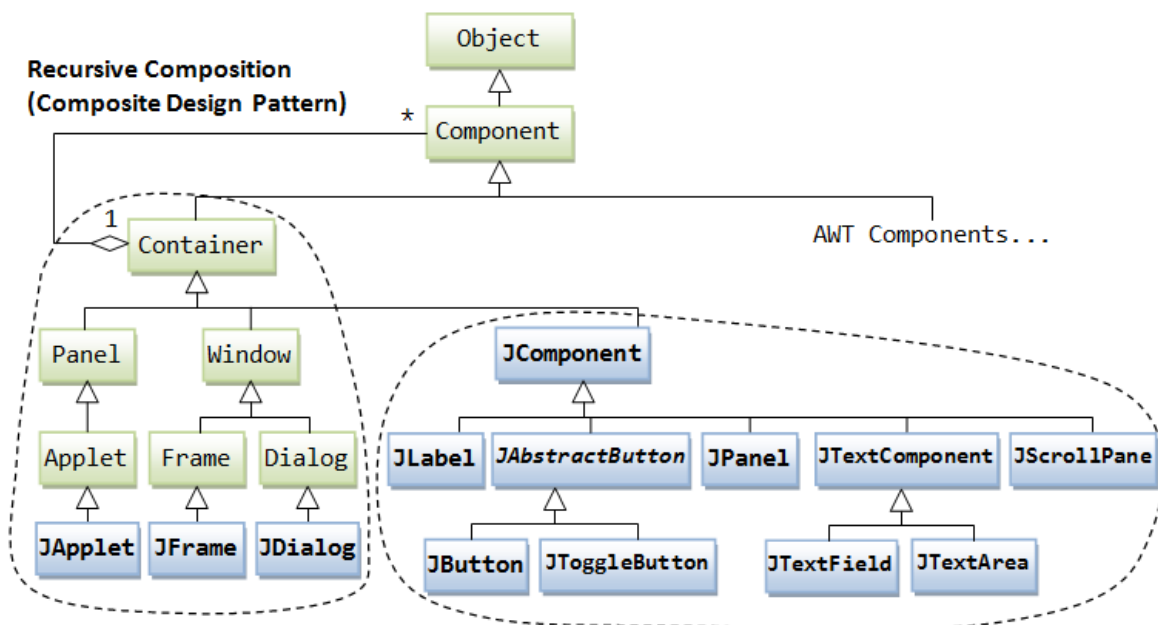 Object
Recursive Composition
(Composite Design Pattern)
*
Component
1
Container
AWT Components...
Panel
Window
JComponent
Applet
Frame
Dialog
JLabel
JAbstractButton
JPanel
JTextComponent
JScrollPane
JApplet
JFrame
JDialog
JButton
JToggleButton
JTextField
JTextArea